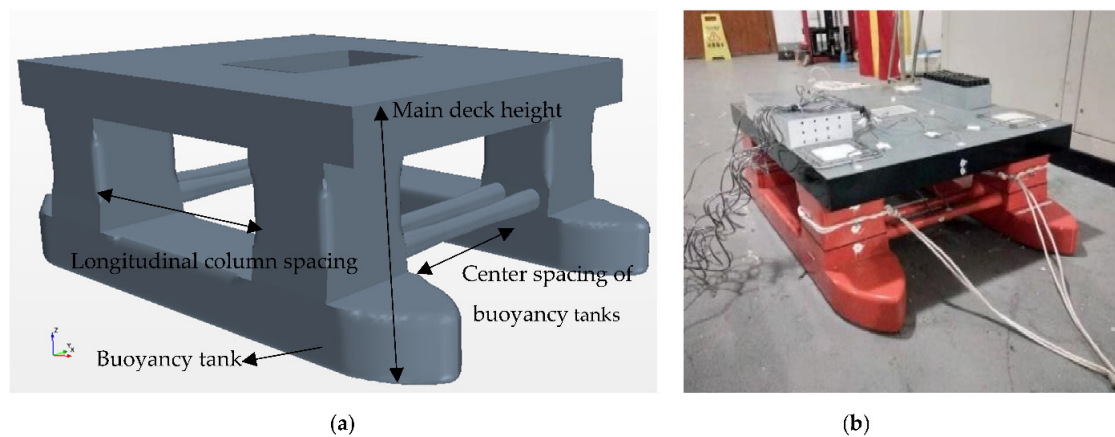 Main deck height
Longitudinal column spacing
Center spacing of
buoyancy tanks
Buoyancy tank
Z
Y
X
(a)
(b)